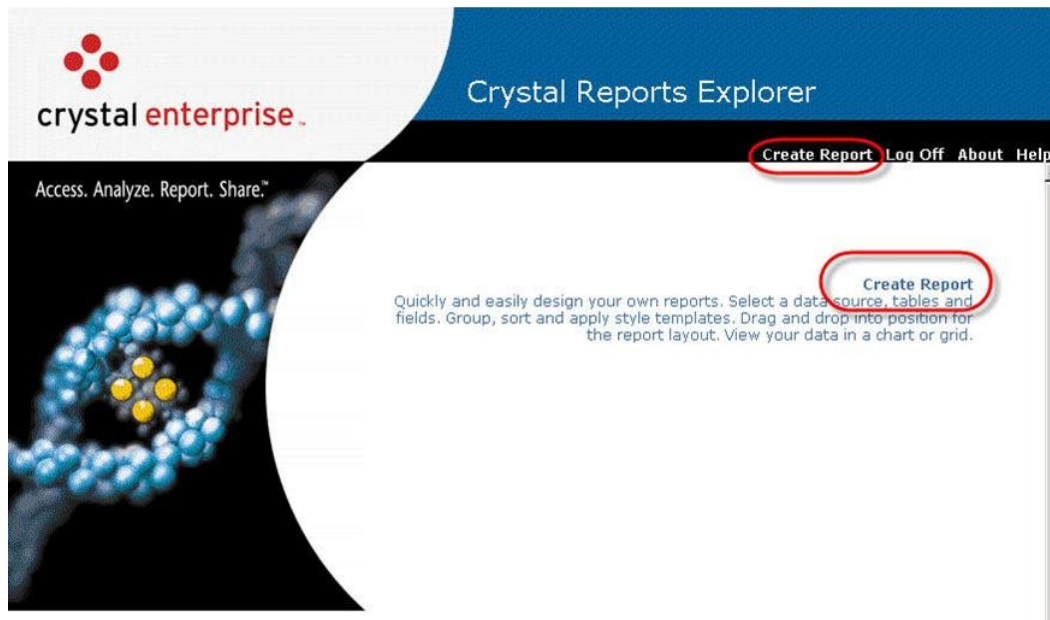 crystal enterprise™
Crystal Reports Explorer
Create Report Log Off About Help
Access. Analyze. Report. Share.™
Create Report
Quickly and easily design your own reports. Select a data source, tables and
fields. Group, sort and apply style templates. Drag and drop into position for
the report layout. View your data in a chart or grid.